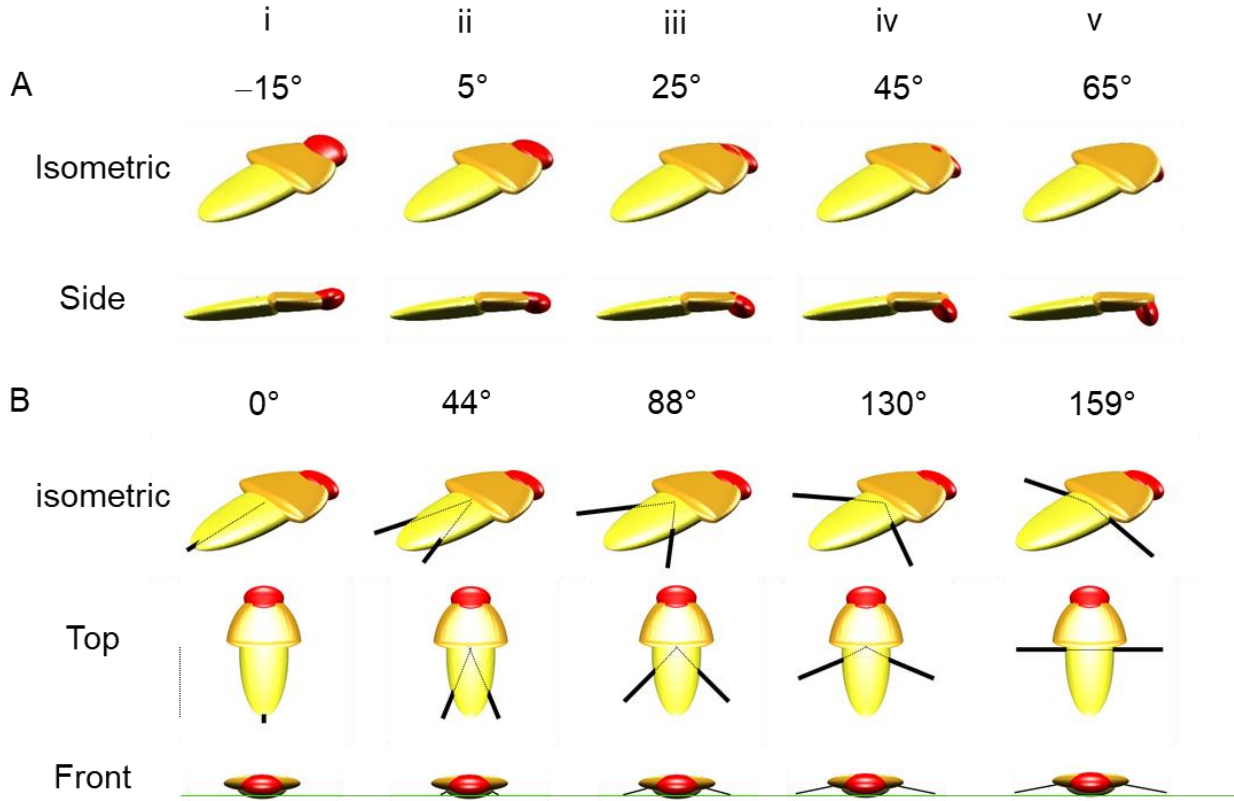 i ii iii iv v
A −15° 5° 25° 45° 65°
Isometric
Side
B 0° 44° 88° 130° 159°
isometric
Top
Front